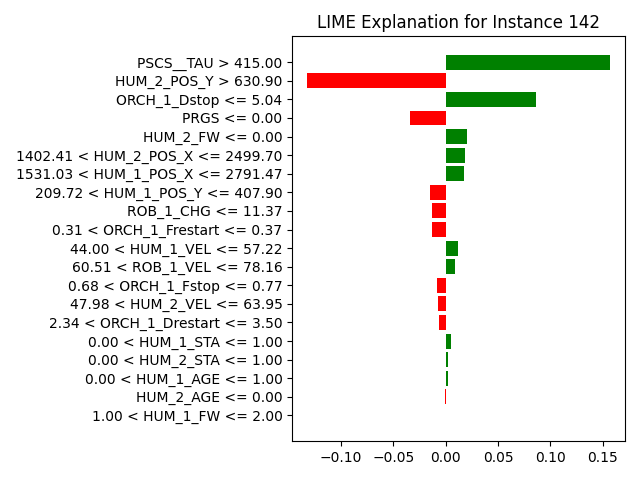 LIME Explanation for Instance 142
PSCS__TAU > 415.00
HUM_2_POS_Y > 630.90
ORCH_1_Dstop <= 5.04
PRGS <= 0.00
HUM_2_FW <= 0.00
1402.41 < HUM_2_POS_X <= 2499.70
1531.03 < HUM_1_POS_X <= 2791.47
209.72 < HUM_1_POS_Y <= 407.90
ROB_1_CHG <= 11.37
0.31 < ORCH_1_Frestart <= 0.37
44.00 < HUM_1_VEL <= 57.22
60.51 < ROB_1_VEL <= 78.16
0.68 < ORCH_1_Fstop <= 0.77
47.98 < HUM_2_VEL <= 63.95
2.34 < ORCH_1_Drestart <= 3.50
0.00 < HUM_1_STA <= 1.00
0.00 < HUM_2_STA <= 1.00
0.00 < HUM_1_AGE <= 1.00
HUM_2_AGE <= 0.00
1.00 < HUM_1_FW <= 2.00
−0.10 −0.05 0.00 0.05 0.10 0.15